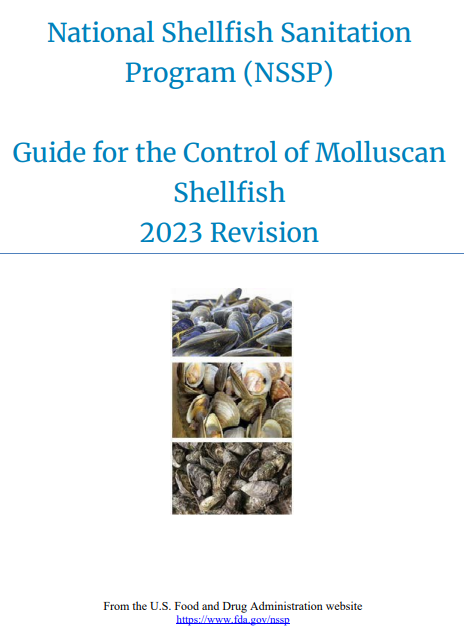 National Shellfish Sanitation
Program (NSSP)
Guide for the Control of Molluscan
Shellfish
2023 Revision
From the U.S. Food and Drug Administration website
https://www.fda.gov/nssp